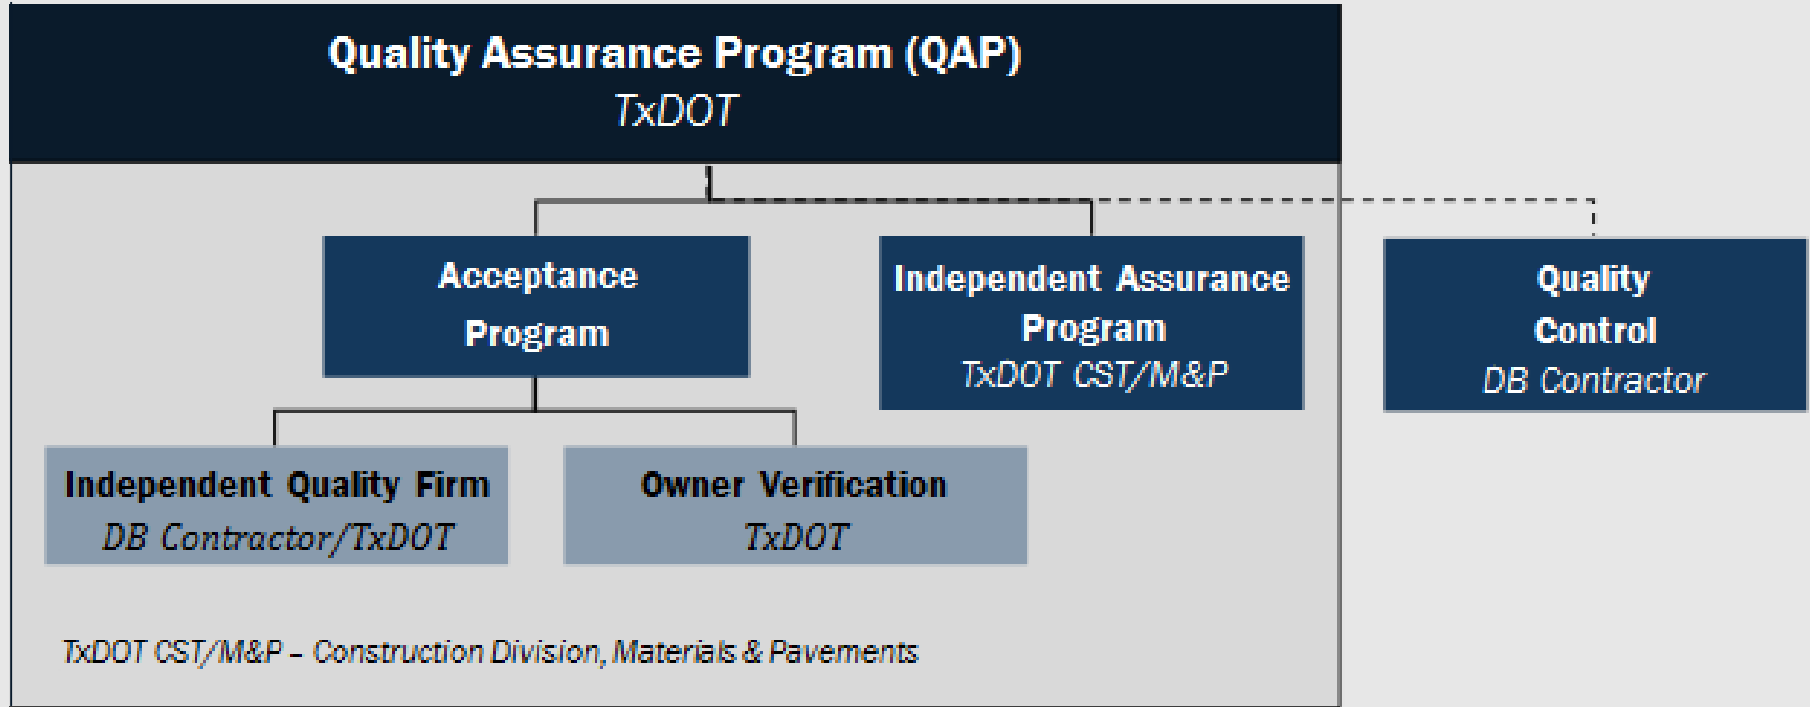 Quality Assurance Program (QAP)
TxDOT
Acceptance
Program
Independent Assurance
Program
TxDOT CST/M&P
Quality
Control
DB Contractor
Independent Quality Firm
DB Contractor/TxDOT
Owner Verification
TxDOT
TxDOT CST/M&P – Construction Division, Materials & Pavements